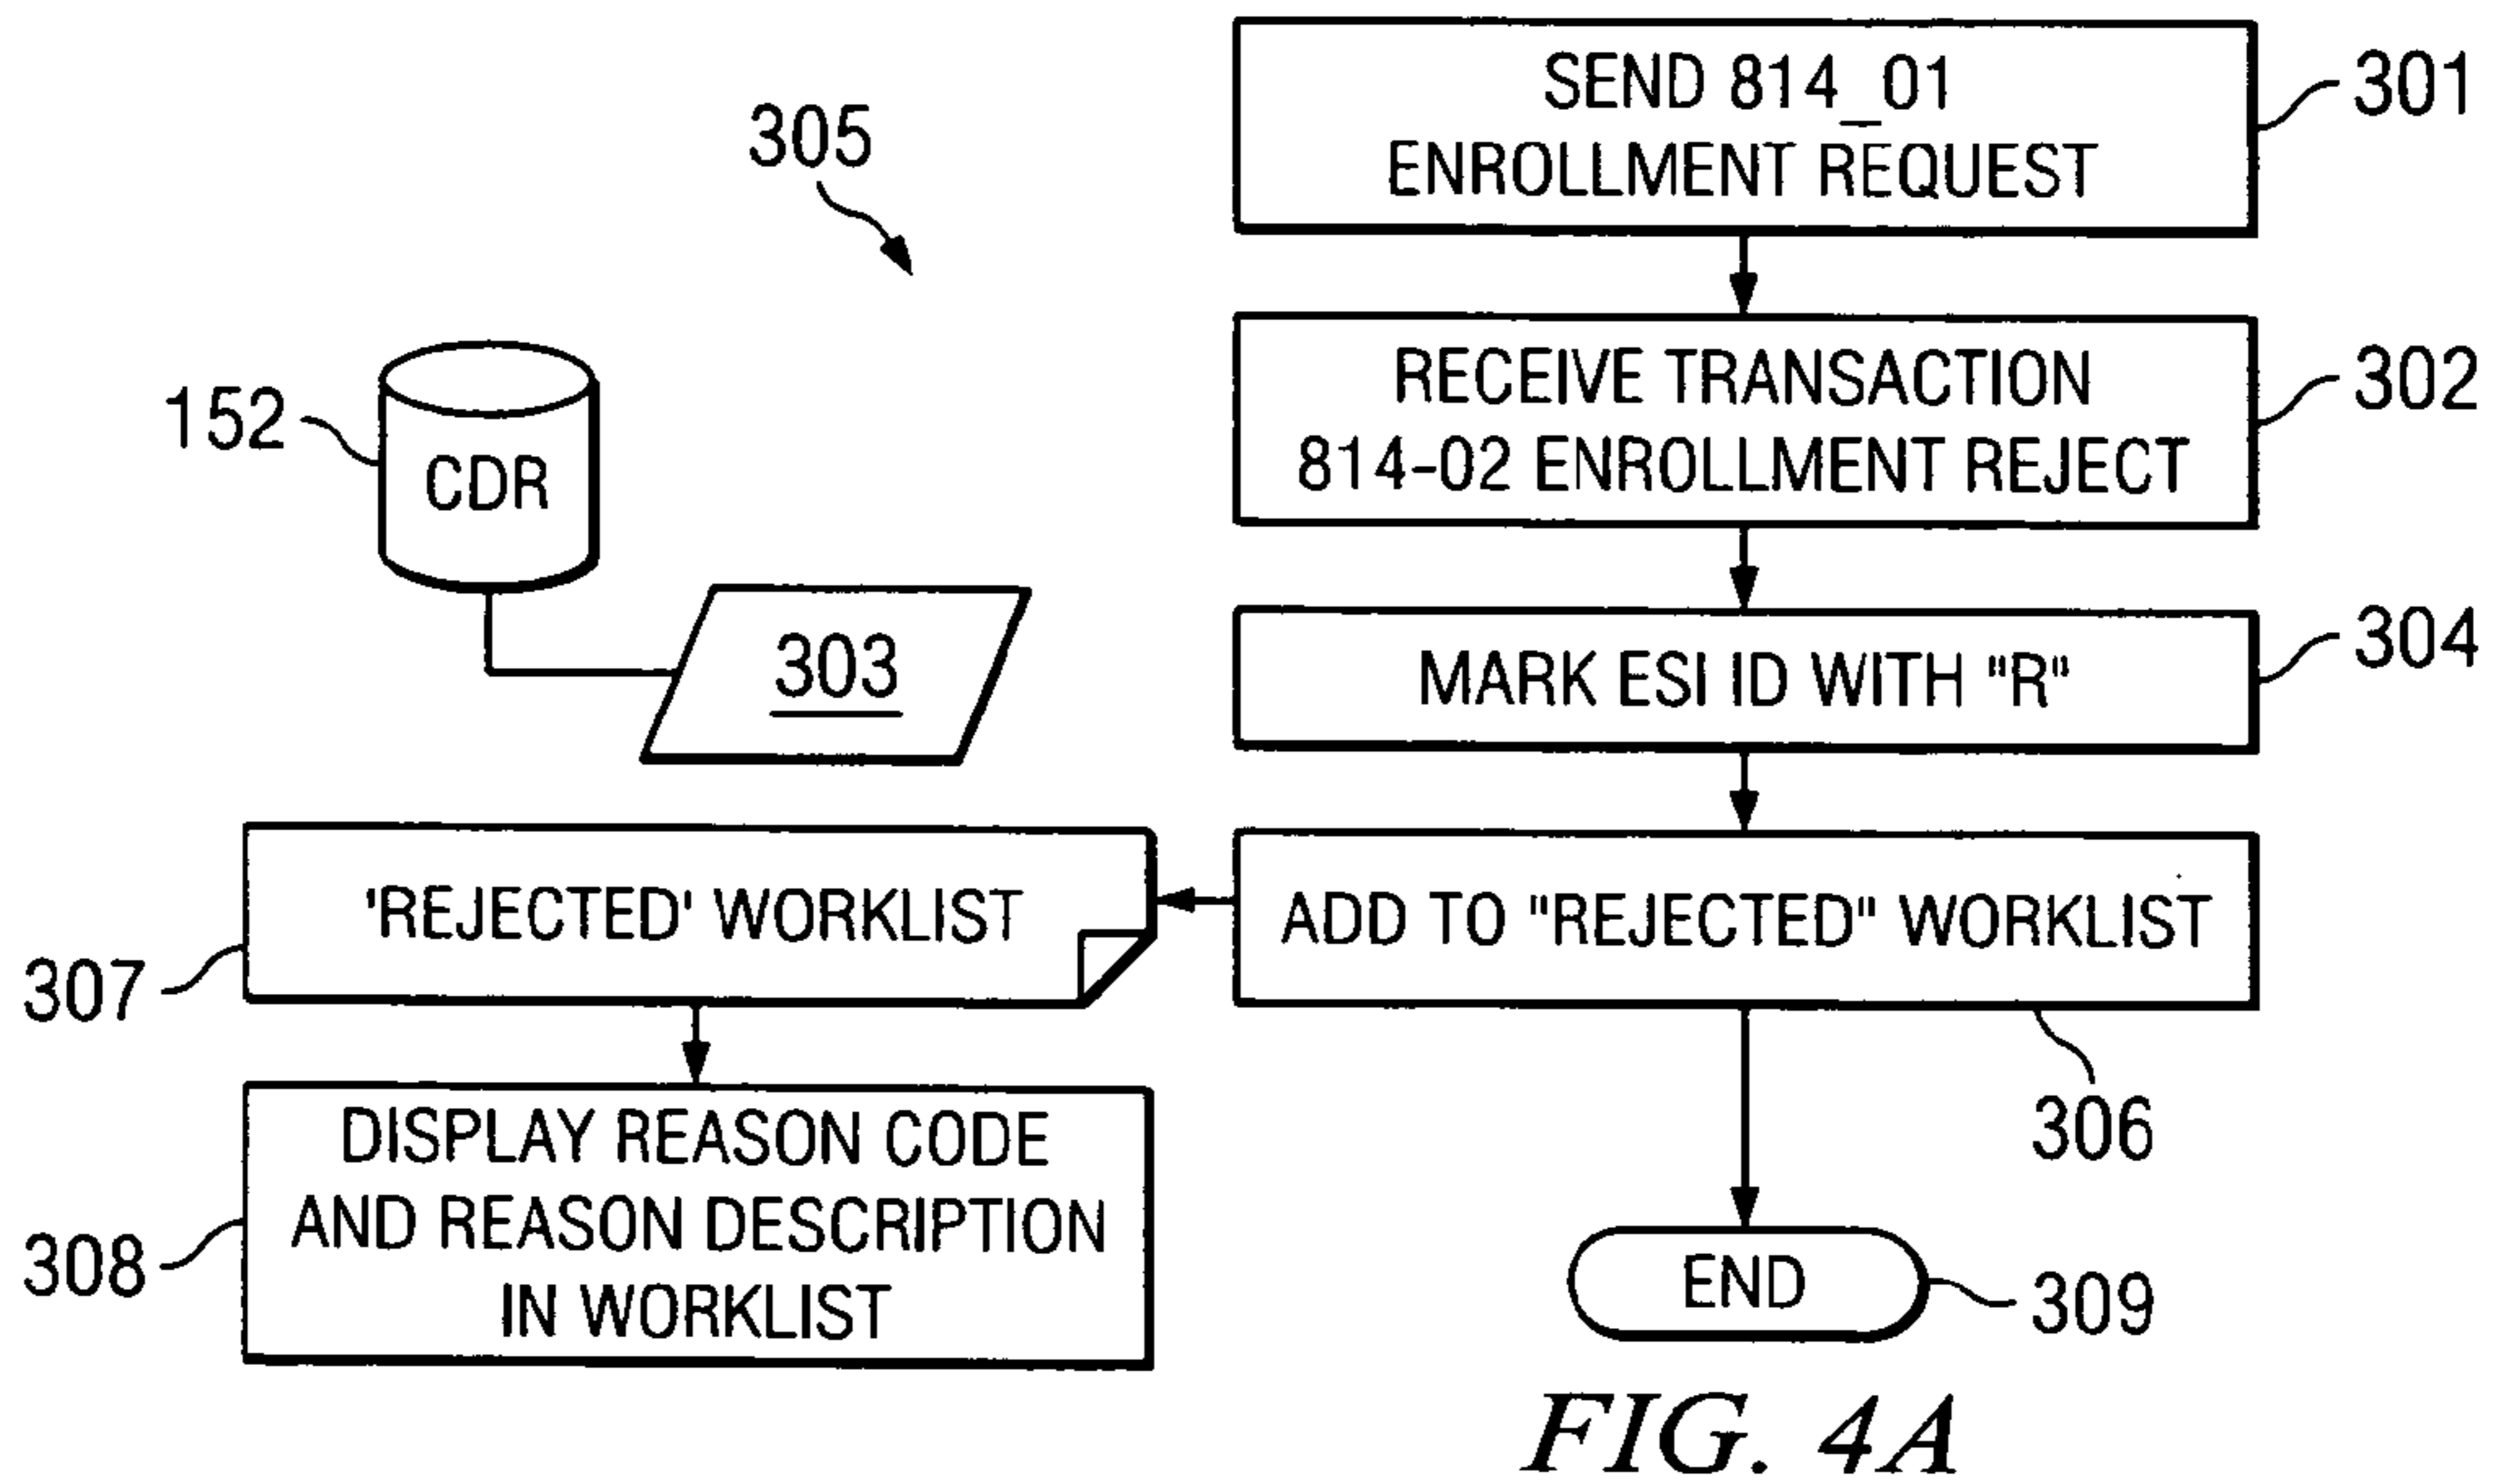 SEND 814_01
ENROLLMENT REQUEST
301
305
RECEIVE TRANSACTION
814-02 ENROLLMENT REJECT
302
152
CDR
303
MARK ESI ID WITH "R"
304
'REJECTED' WORKLIST
307
ADD TO "REJECTED" WORKLIST
306
DISPLAY REASON CODE
AND REASON DESCRIPTION
IN WORKLIST
308
END
309
FIG. 4A